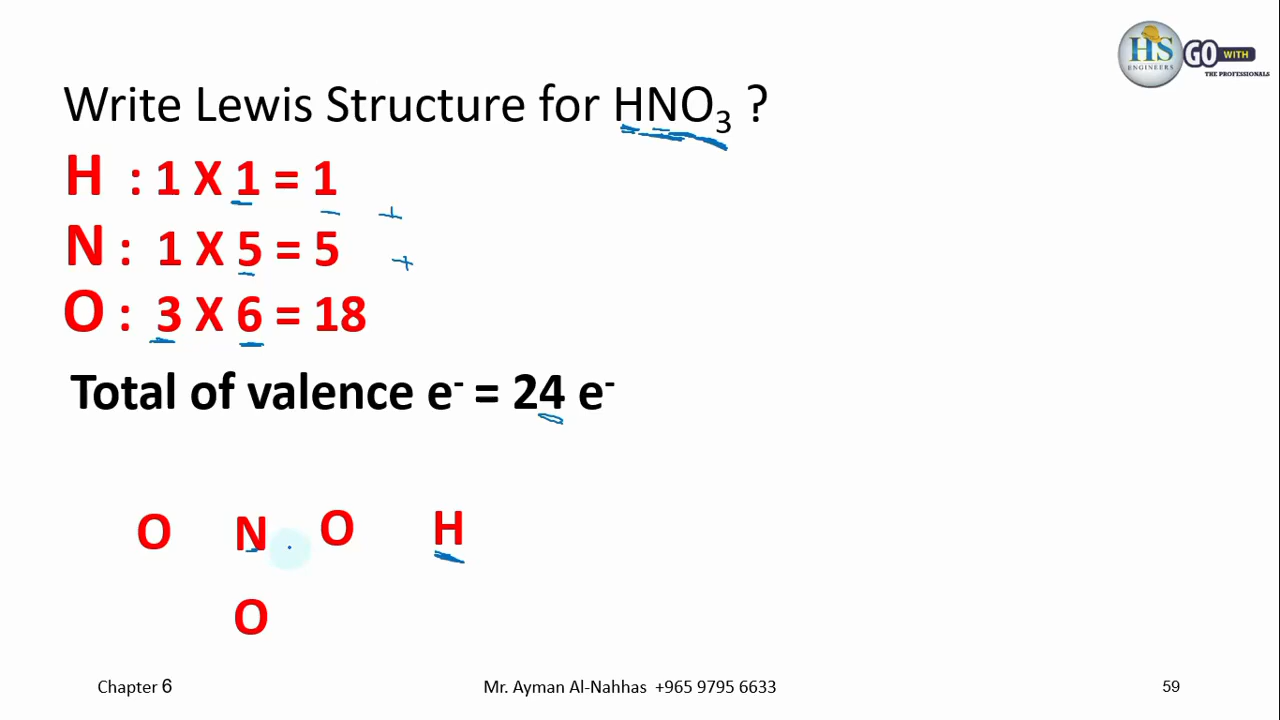 HS
ENGINEERS
GO WITH
THE PROFESSIONALS
Write Lewis Structure for HNO₃ ?
H : 1 X 1 = 1
+
N : 1 X 5 = 5
+
O : 3 X 6 = 18
Total of valence e⁻ = 24 e⁻
O N O H
O
Chapter 6 Mr. Ayman Al-Nahhas +965 9795 6633 59